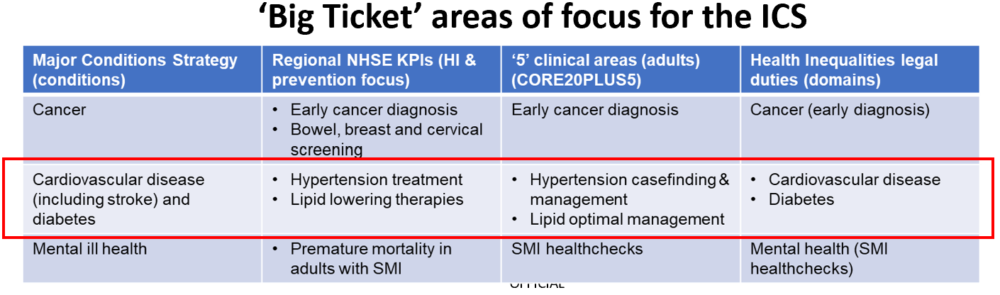 ‘Big Ticket’ areas of focus for the ICS
Major Conditions Strategy
(conditions)
Regional NHSE KPIs (HI &
prevention focus)
‘5’ clinical areas (adults)
(CORE20PLUS5)
Health Inequalities legal
duties (domains)
Cancer
• Early cancer diagnosis
• Bowel, breast and cervical
screening
Early cancer diagnosis
Cancer (early diagnosis)
Cardiovascular disease
(including stroke) and
diabetes
• Hypertension treatment
• Lipid lowering therapies
• Hypertension casefinding &
management
• Lipid optimal management
• Cardiovascular disease
• Diabetes
Mental ill health
• Premature mortality in
adults with SMI
SMI healthchecks
Mental health (SMI
healthchecks)
OFFICIAL